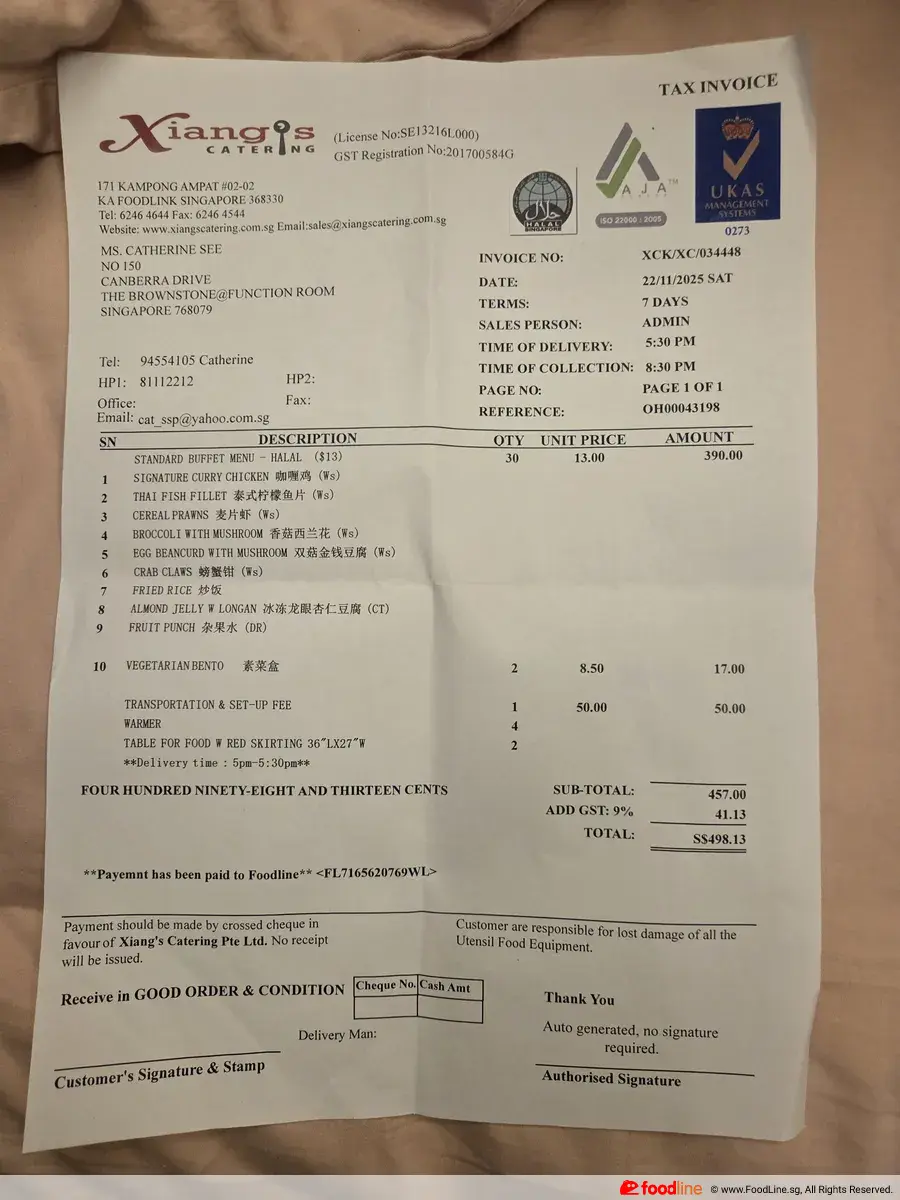 TAX INVOICE
Xiang's
CATERING
(License No:SE13216L000)
GST Registration No:201700584G
171 KAMPONG AMPAT #02-02
KA FOODLINK SINGAPORE 368330
Tel: 6246 4644 Fax: 6246 4544
Website: www.xiangscatering.com.sg Email:sales@xiangscatering.com.sg
HALAL
SINGAPORE
AJA™
ISO 22000 : 2005
UKAS
MANAGEMENT
SYSTEMS
0273
MS. CATHERINE SEE
NO 150
CANBERRA DRIVE
THE BROWNSTONE@FUNCTION ROOM
SINGAPORE 768079
Tel: 94554105 Catherine
HP1: 81112212 HP2:
Office: Fax:
Email: cat_ssp@yahoo.com.sg
INVOICE NO: XCK/XC/034448
DATE: 22/11/2025 SAT
TERMS: 7 DAYS
SALES PERSON: ADMIN
TIME OF DELIVERY: 5:30 PM
TIME OF COLLECTION: 8:30 PM
PAGE NO: PAGE 1 OF 1
REFERENCE: OH00043198
SN DESCRIPTION QTY UNIT PRICE AMOUNT
STANDARD BUFFET MENU - HALAL ($13) 30 13.00 390.00
1 SIGNATURE CURRY CHICKEN 咖喱鸡 (Ws)
2 THAI FISH FILLET 泰式柠檬鱼片 (Ws)
3 CEREAL PRAWNS 麦片虾 (Ws)
4 BROCCOLI WITH MUSHROOM 香菇西兰花 (Ws)
5 EGG BEANCURD WITH MUSHROOM 双菇金钱豆腐 (Ws)
6 CRAB CLAWS 螃蟹钳 (Ws)
7 FRIED RICE 炒饭
8 ALMOND JELLY W LONGAN 冰冻龙眼杏仁豆腐 (CT)
9 FRUIT PUNCH 杂果水 (DR)
10 VEGETARIAN BENTO 素菜盒 2 8.50 17.00
TRANSPORTATION & SET-UP FEE 1 50.00 50.00
WARMER 4
TABLE FOR FOOD W RED SKIRTING 36"LX27"W 2
**Delivery time : 5pm-5:30pm**
FOUR HUNDRED NINETY-EIGHT AND THIRTEEN CENTS
SUB-TOTAL: 457.00
ADD GST: 9% 41.13
TOTAL: S$498.13
**Payemnt has been paid to Foodline** <FL7165620769WL>
Payment should be made by crossed cheque in
favour of Xiang's Catering Pte Ltd. No receipt
will be issued.
Customer are responsible for lost damage of all the
Utensil Food Equipment.
Receive in GOOD ORDER & CONDITION
Cheque No. Cash Amt
Delivery Man:
Thank You
Auto generated, no signature
required.
Customer's Signature & Stamp
Authorised Signature
foodline © www.FoodLine.sg, All Rights Reserved.